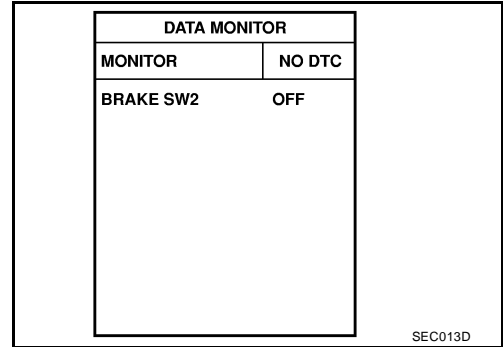 DATA MONITOR
MONITOR NO DTC
BRAKE SW2 OFF
SEC013D